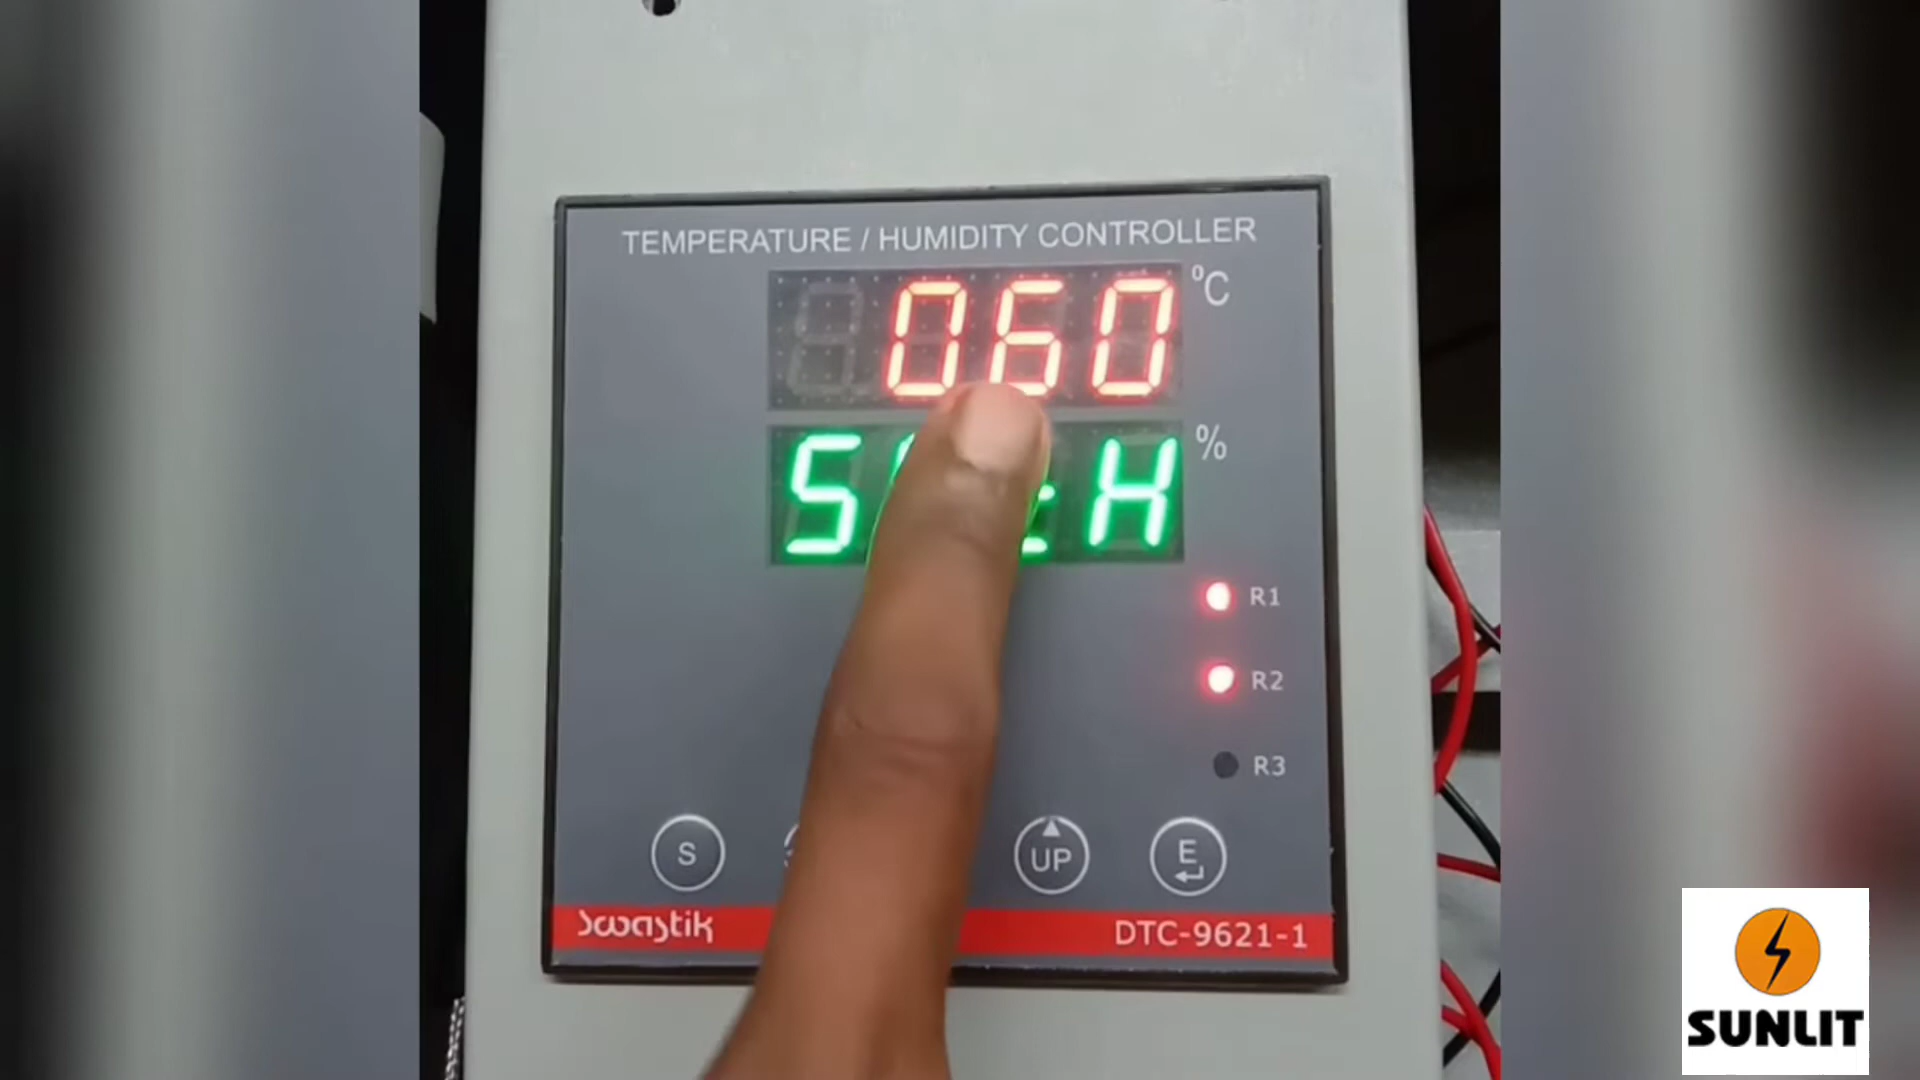 TEMPERATURE / HUMIDITY CONTROLLER
060 °C
%
R1
R2
R3
S
UP
E
Swastik
DTC-9621-1
SUNLIT